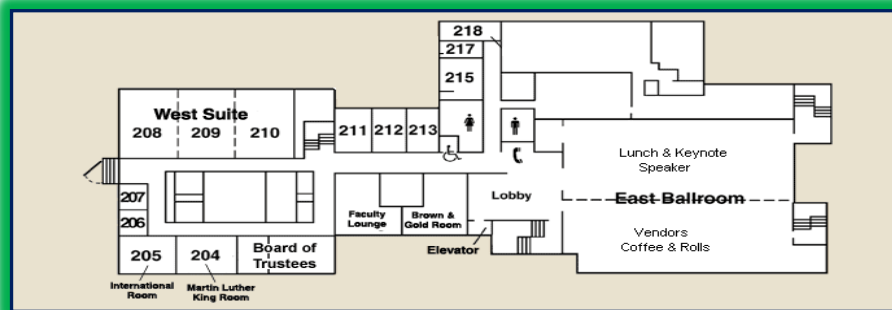 218
217
215
West Suite
208 209 210
211 212 213
Lunch & Keynote
Speaker
207
206
Lobby
East Ballroom
Faculty
Lounge
Brown &
Gold Room
Vendors
Coffee & Rolls
Elevator
205
204
Board of
Trustees
International
Room
Martin Luther
King Room